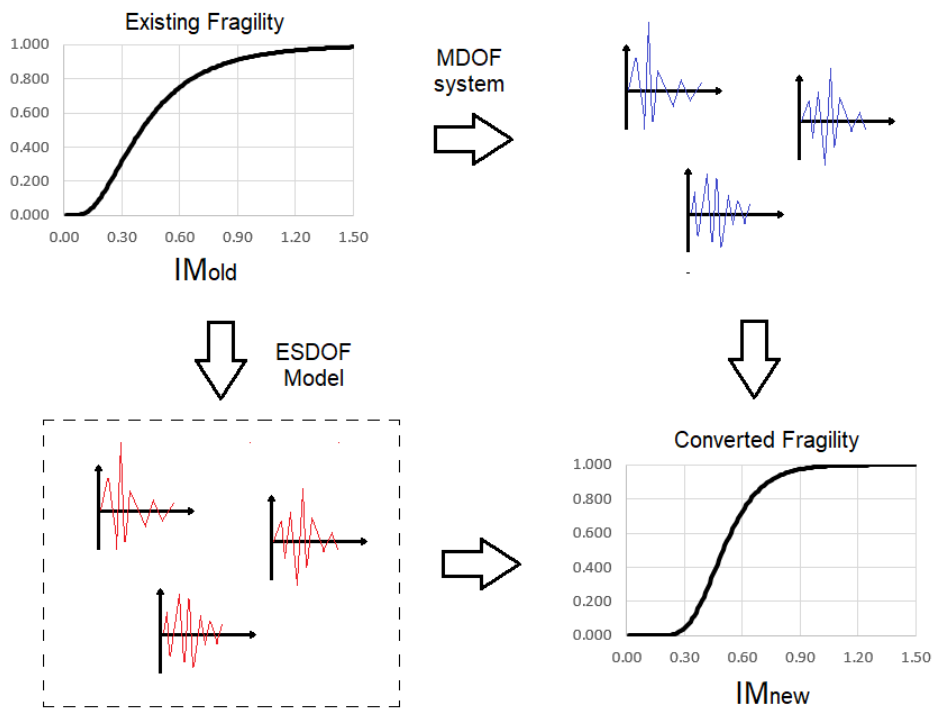 Existing Fragility
1.000
0.800
0.600
0.400
0.200
0.000
0.00 0.30 0.60 0.90 1.20 1.50
IMold
MDOF
system
ESDOF
Model
Converted Fragility
1.000
0.800
0.600
0.400
0.200
0.000
0.00 0.30 0.60 0.90 1.20 1.50
IMnew